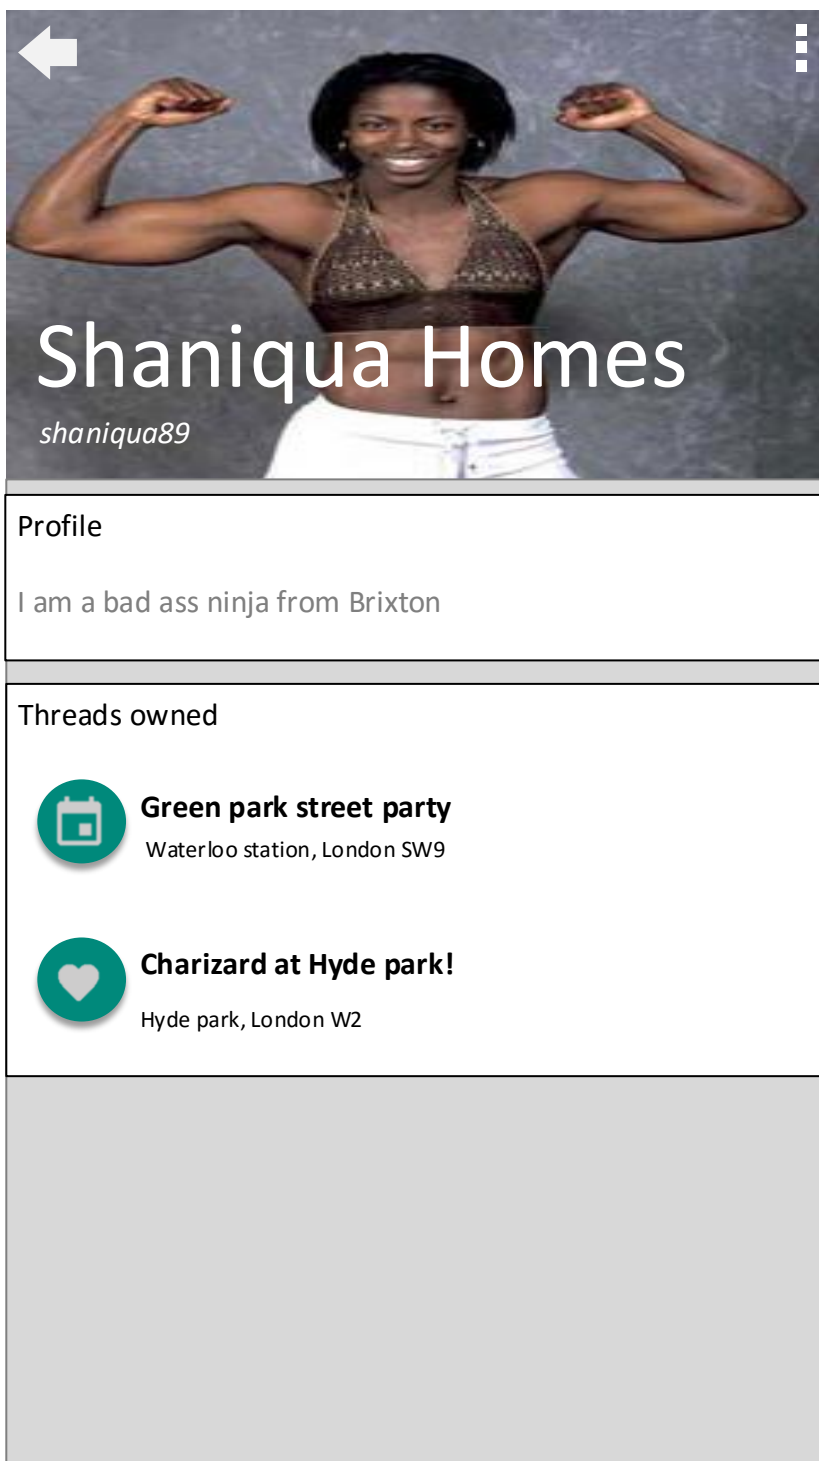 Shaniqua Homes
shaniqua89
Profile
I am a bad ass ninja from Brixton
Threads owned
Green park street party
Waterloo station, London SW9
Charizard at Hyde park!
Hyde park, London W2